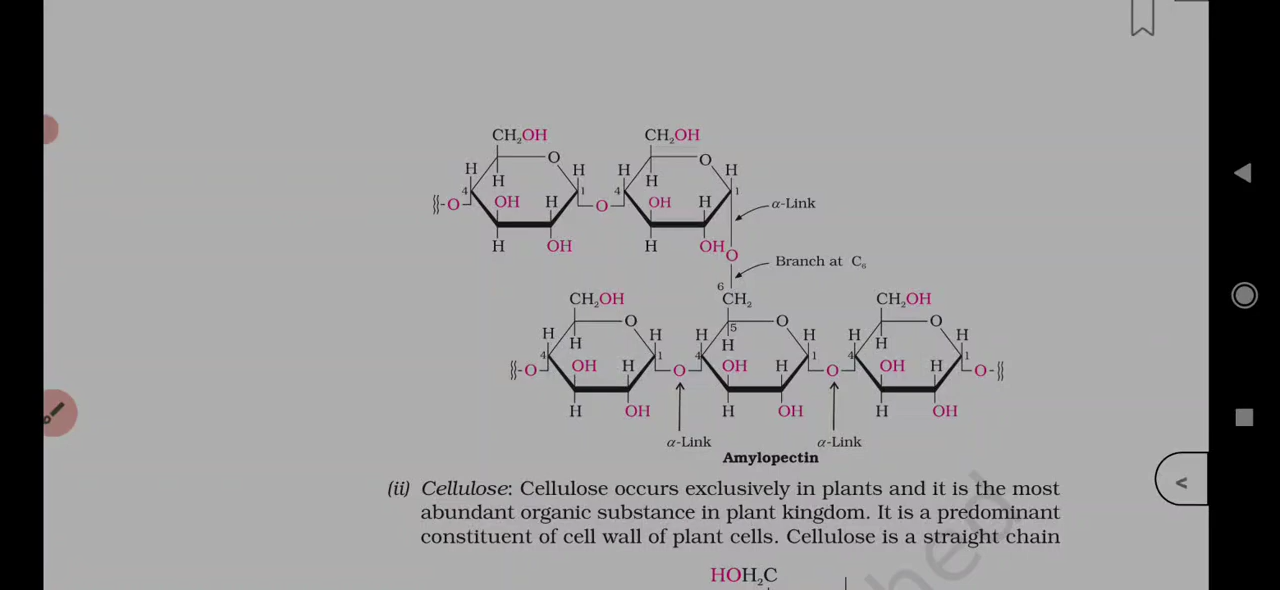 CH₂OH CH₂OH
O O
H H H H
H H
4 1 4 1
OH H OH H
α-Link
-O O
H OH H OH
O
Branch at C₆
6
CH₂OH CH₂ CH₂OH
O O O
5
H H H H H H
H H H
4 1 4 1 4 1
OH H OH H OH H
-O O O O-
H OH H OH H OH
α-Link α-Link
Amylopectin
(ii) Cellulose: Cellulose occurs exclusively in plants and it is the most
abundant organic substance in plant kingdom. It is a predominant
constituent of cell wall of plant cells. Cellulose is a straight chain
HOH₂C
<